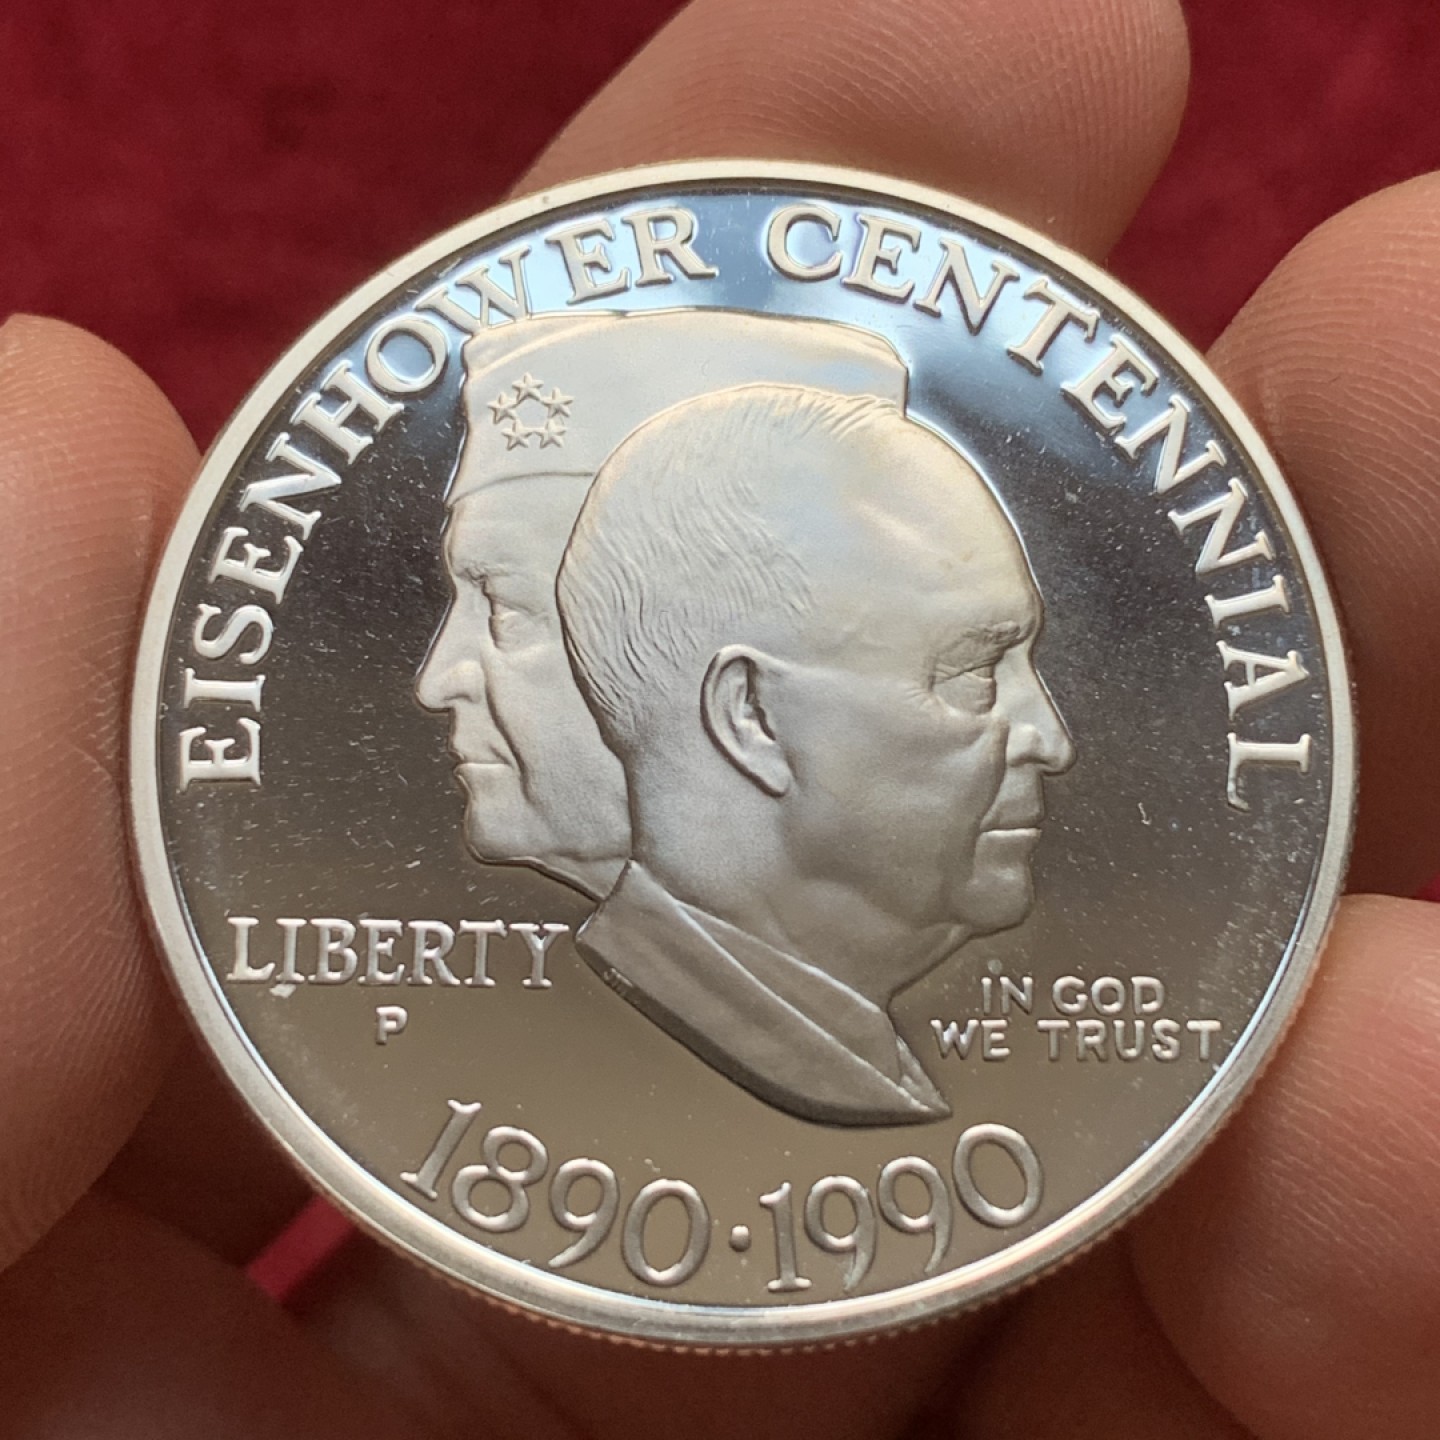 EISENHOWER CENTENNIAL
LIBERTY
P
IN GOD
WE TRUST
1890·1990